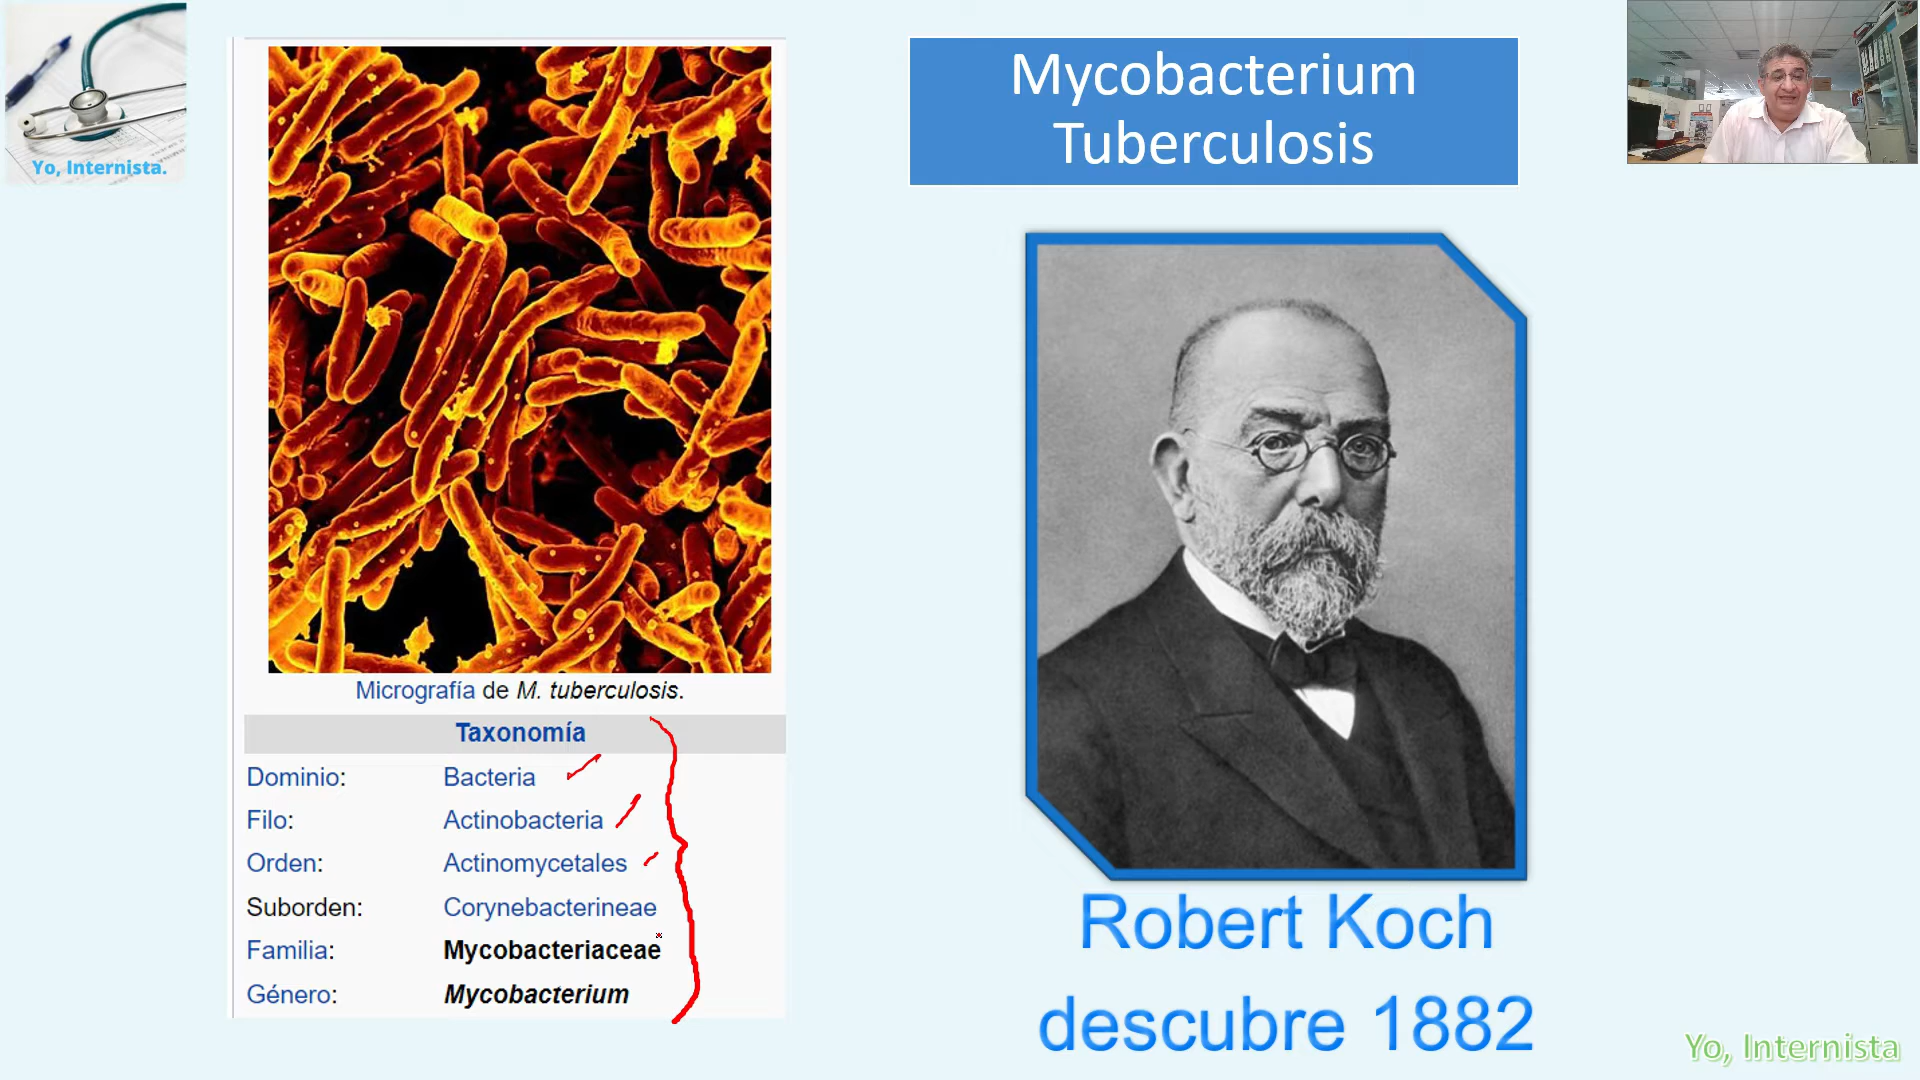 Yo, Internista.
Micrografía de M. tuberculosis.
Taxonomía
Dominio: Bacteria
Filo: Actinobacteria
Orden: Actinomycetales
Suborden: Corynebacterineae
Familia: Mycobacteriaceae
Género: Mycobacterium
Mycobacterium
Tuberculosis
Robert Koch
descubre 1882
Yo, Internista